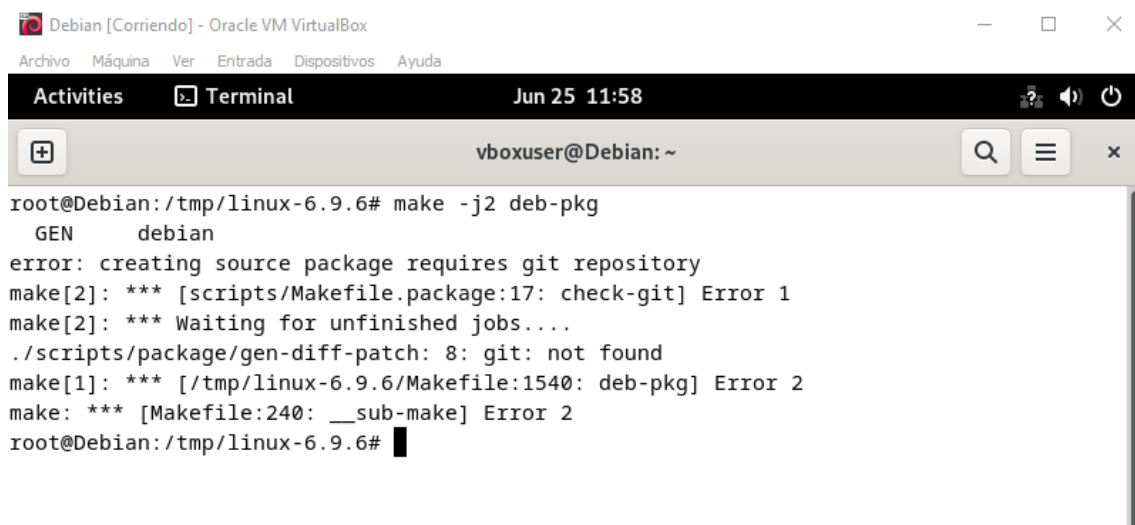 Debian [Corriendo] - Oracle VM VirtualBox
Archivo Máquina Ver Entrada Dispositivos Ayuda
Activities Terminal Jun 25 11:58
vboxuser@Debian: ~
root@Debian:/tmp/linux-6.9.6# make -j2 deb-pkg
  GEN     debian
error: creating source package requires git repository
make[2]: *** [scripts/Makefile.package:17: check-git] Error 1
make[2]: *** Waiting for unfinished jobs....
./scripts/package/gen-diff-patch: 8: git: not found
make[1]: *** [/tmp/linux-6.9.6/Makefile:1540: deb-pkg] Error 2
make: *** [Makefile:240: __sub-make] Error 2
root@Debian:/tmp/linux-6.9.6#